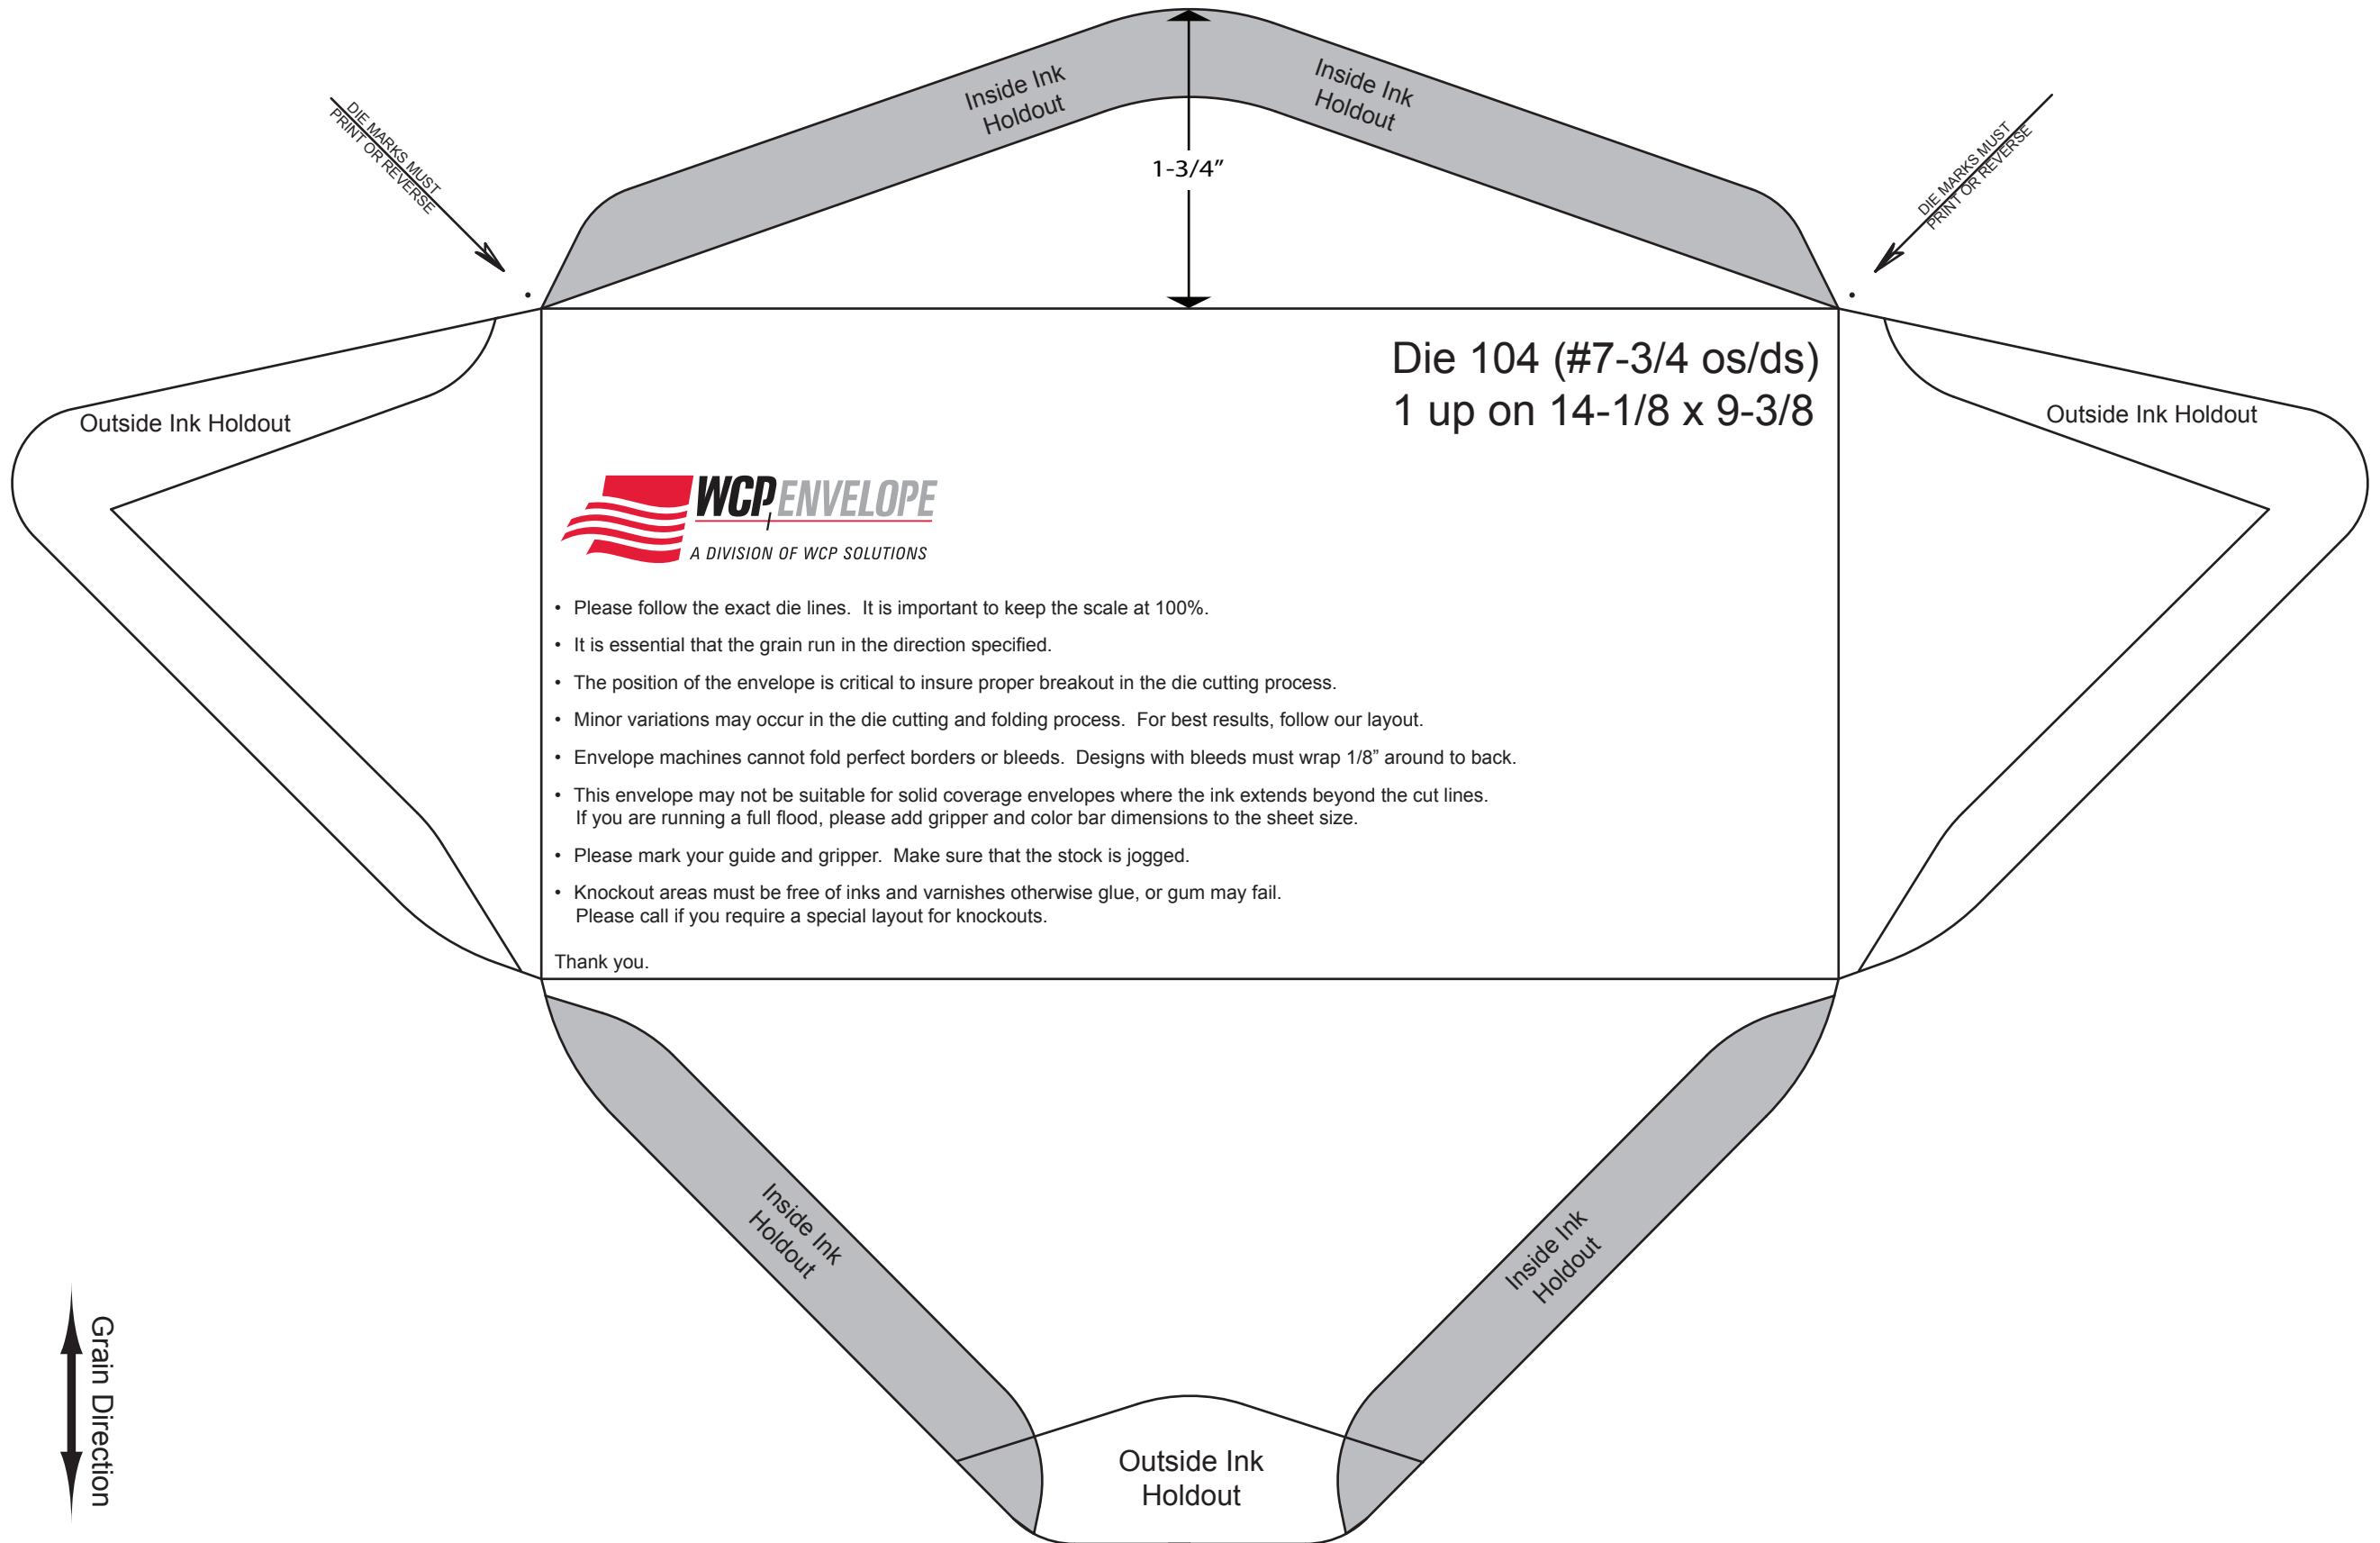 Inside Ink
Holdout
Inside Ink
Holdout
DIE MARKS MUST
PRINT OR REVERSE
DIE MARKS MUST
PRINT OR REVERSE
1-3/4”
Die 104 (#7-3/4 os/ds)
1 up on 14-1/8 x 9-3/8
Outside Ink Holdout
Outside Ink Holdout
WCP ENVELOPE
A DIVISION OF WCP SOLUTIONS
• Please follow the exact die lines.  It is important to keep the scale at 100%.
• It is essential that the grain run in the direction specified.
• The position of the envelope is critical to insure proper breakout in the die cutting process.
• Minor variations may occur in the die cutting and folding process.  For best results, follow our layout.
• Envelope machines cannot fold perfect borders or bleeds.  Designs with bleeds must wrap 1/8” around to back.
• This envelope may not be suitable for solid coverage envelopes where the ink extends beyond the cut lines.
If you are running a full flood, please add gripper and color bar dimensions to the sheet size.
• Please mark your guide and gripper.  Make sure that the stock is jogged.
• Knockout areas must be free of inks and varnishes otherwise glue, or gum may fail.
Please call if you require a special layout for knockouts.
Thank you.
Inside Ink
Holdout
Inside Ink
Holdout
Grain Direction
Outside Ink
Holdout